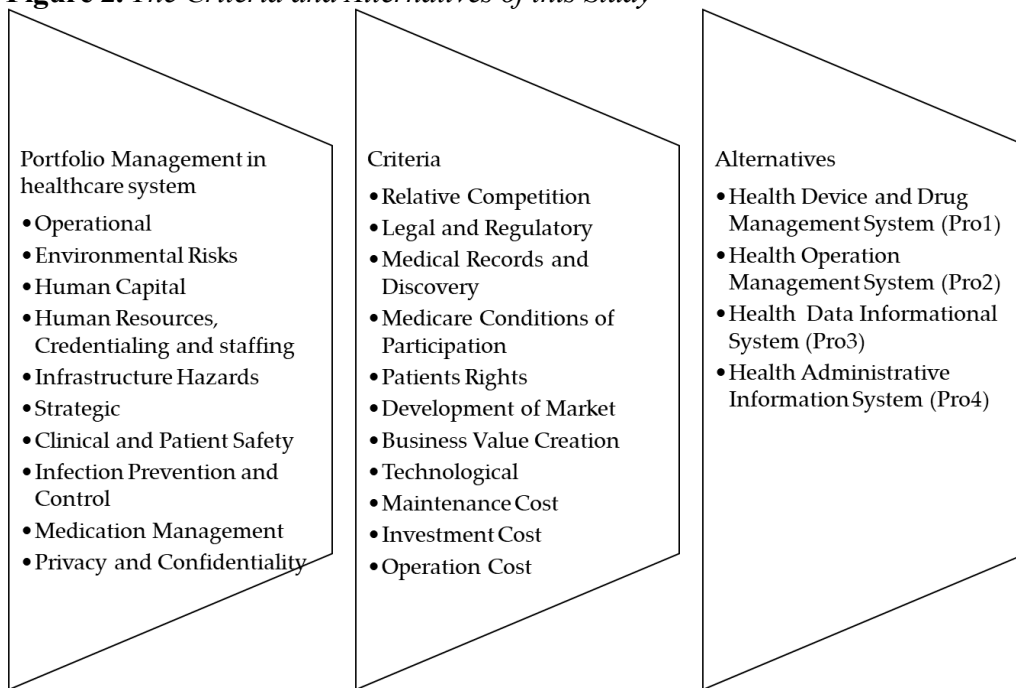 Figure 2. The Criteria and Alternatives of this Study
Portfolio Management in
healthcare system
•Operational
•Environmental Risks
•Human Capital
•Human Resources,
Credentialing and staffing
•Infrastructure Hazards
•Strategic
•Clinical and Patient Safety
•Infection Prevention and
Control
•Medication Management
•Privacy and Confidentiality
Criteria
•Relative Competition
•Legal and Regulatory
•Medical Records and
Discovery
•Medicare Conditions of
Participation
•Patients Rights
•Development of Market
•Business Value Creation
•Technological
•Maintenance Cost
•Investment Cost
•Operation Cost
Alternatives
•Health Device and Drug
Management System (Pro1)
•Health Operation
Management System (Pro2)
•Health Data Informational
System (Pro3)
•Health Administrative
Information System (Pro4)